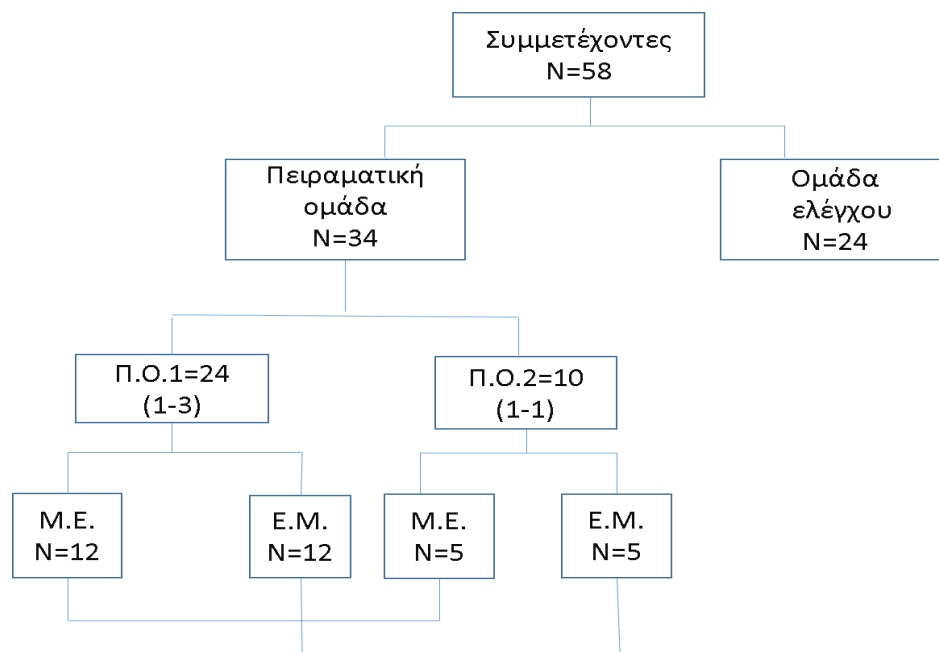 Συμμετέχοντες
N=58
Πειραματική
ομάδα
N=34
Ομάδα
ελέγχου
N=24
Π.Ο.1=24
(1-3)
Π.Ο.2=10
(1-1)
Μ.Ε.
N=12
Ε.Μ.
N=12
Μ.Ε.
N=5
Ε.Μ.
N=5